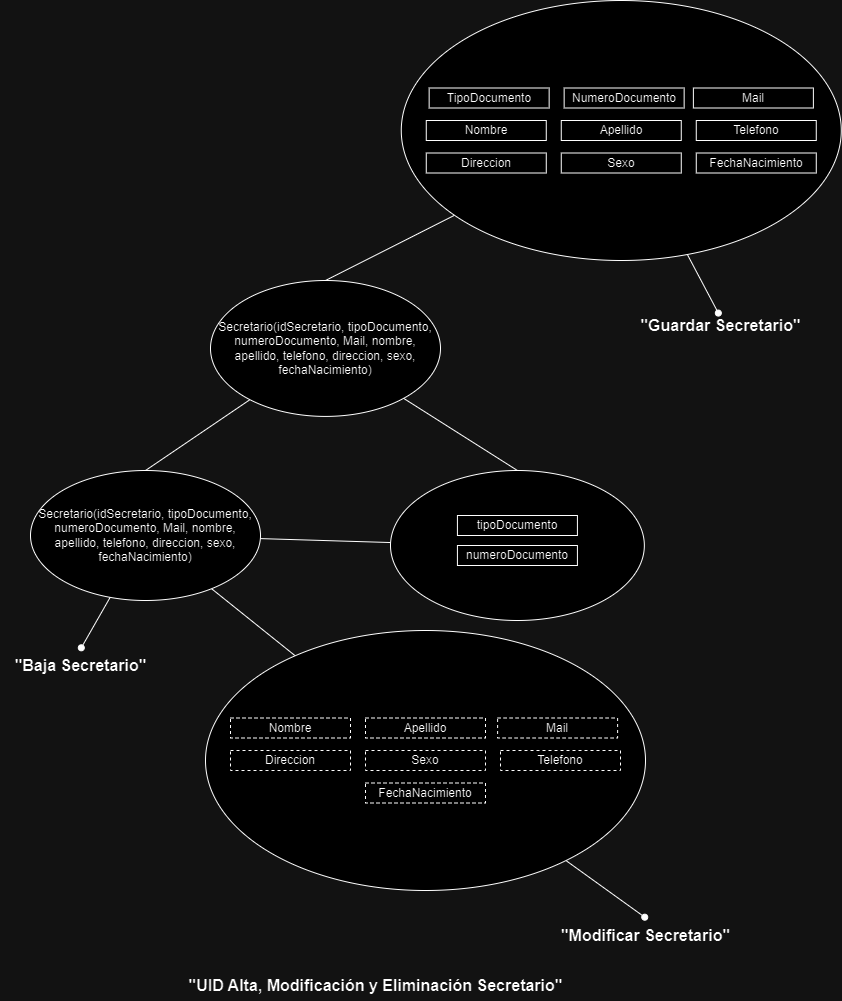 TipoDocumento NumeroDocumento Mail
Nombre Apellido Telefono
Direccion Sexo FechaNacimiento
"Guardar Secretario"
Secretario(idSecretario, tipoDocumento,
numeroDocumento, Mail, nombre,
apellido, telefono, direccion, sexo,
fechaNacimiento)
Secretario(idSecretario, tipoDocumento,
numeroDocumento, Mail, nombre,
apellido, telefono, direccion, sexo,
fechaNacimiento)
tipoDocumento
numeroDocumento
"Baja Secretario"
Nombre Apellido Mail
Direccion Sexo Telefono
FechaNacimiento
"Modificar Secretario"
"UID Alta, Modificación y Eliminación Secretario"